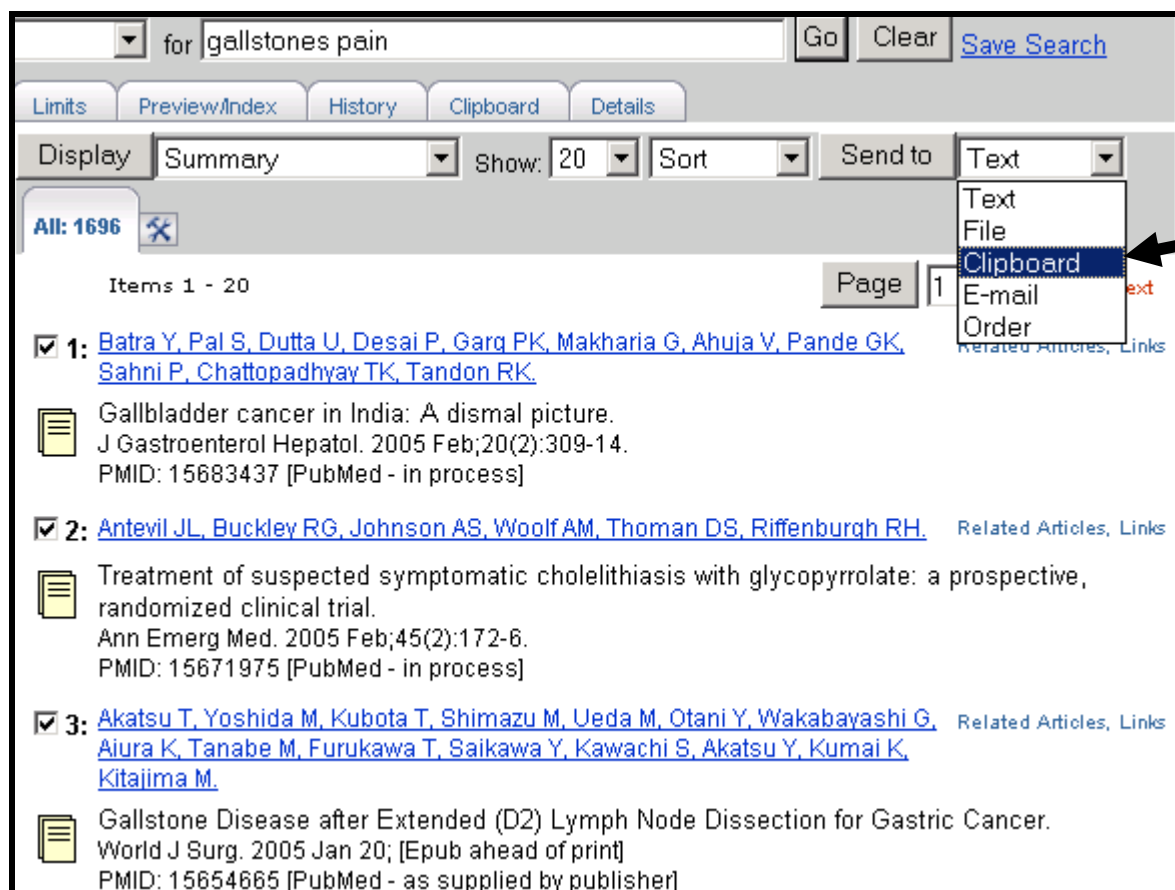 for gallstones pain Go Clear Save Search
Limits Preview/Index History Clipboard Details
Display Summary Show: 20 Sort Send to Text
Text
File
Clipboard
E-mail
Order
All: 1696
Items 1 - 20 Page 1 ext
1: Batra Y, Pal S, Dutta U, Desai P, Garg PK, Makharia G, Ahuja V, Pande GK, Related Articles, Links
Sahni P, Chattopadhyay TK, Tandon RK.
Gallbladder cancer in India: A dismal picture.
J Gastroenterol Hepatol. 2005 Feb;20(2):309-14.
PMID: 15683437 [PubMed - in process]
2: Antevil JL, Buckley RG, Johnson AS, Woolf AM, Thoman DS, Riffenburgh RH. Related Articles, Links
Treatment of suspected symptomatic cholelithiasis with glycopyrrolate: a prospective,
randomized clinical trial.
Ann Emerg Med. 2005 Feb;45(2):172-6.
PMID: 15671975 [PubMed - in process]
3: Akatsu T, Yoshida M, Kubota T, Shimazu M, Ueda M, Otani Y, Wakabayashi G, Related Articles, Links
Aiura K, Tanabe M, Furukawa T, Saikawa Y, Kawachi S, Akatsu Y, Kumai K,
Kitajima M.
Gallstone Disease after Extended (D2) Lymph Node Dissection for Gastric Cancer.
World J Surg. 2005 Jan 20; [Epub ahead of print]
PMID: 15654665 [PubMed - as supplied by publisher]